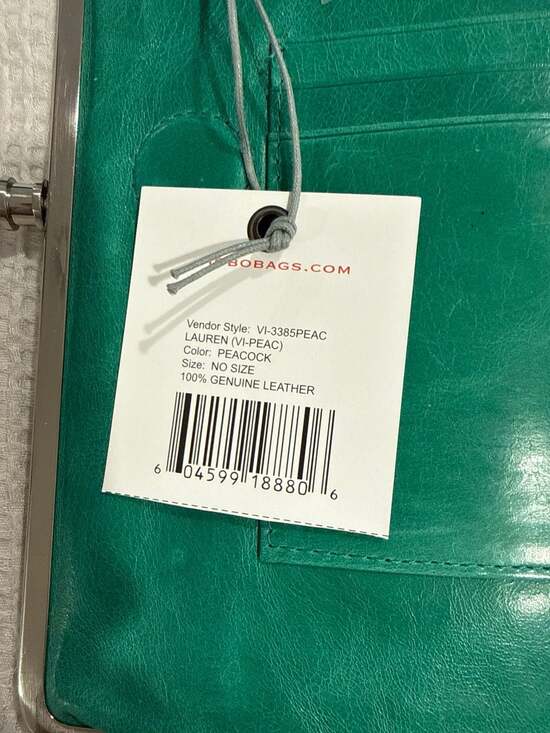 BOBAGS.COM
Vendor Style: VI-3385PEAC
LAUREN (VI-PEAC)
Color: PEACOCK
Size: NO SIZE
100% GENUINE LEATHER
6 04599 18880 6